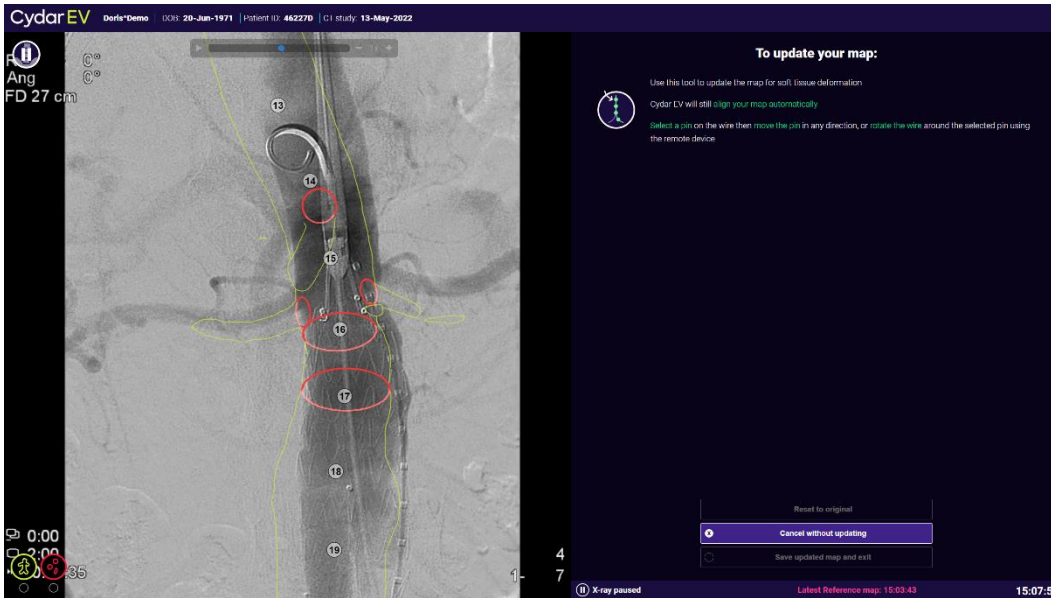 Cydar EV Doris^Demo DOB: 20-Jun-1971 Patient ID: 46227D CT study: 13-May-2022
0°
Ang 0°
FD 27 cm
13
14
15
16
17
18
19
0:00
2:00
35
4
1- 7
To update your map:
Use this tool to update the map for soft tissue deformation
Cydar EV will still align your map automatically
Select a pin on the wire then move the pin in any direction, or rotate the wire around the selected pin using
the remote device
Reset to original
Cancel without updating
Save updated map and exit
X-ray paused
Latest Reference map: 15:03:43